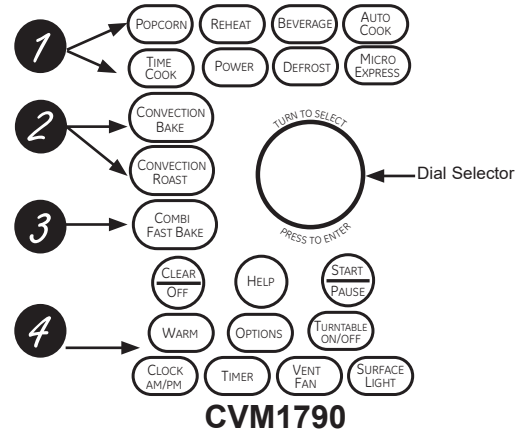 1
POPCORN REHEAT BEVERAGE AUTO COOK
TIME COOK POWER DEFROST MICRO EXPRESS
2
CONVECTION BAKE
CONVECTION ROAST
TURN TO SELECT
PRESS TO ENTER
Dial Selector
3
COMBI FAST BAKE
CLEAR OFF HELP START PAUSE
4
WARM OPTIONS TURNTABLE ON/OFF
CLOCK AM/PM TIMER VENT FAN SURFACE LIGHT
CVM1790